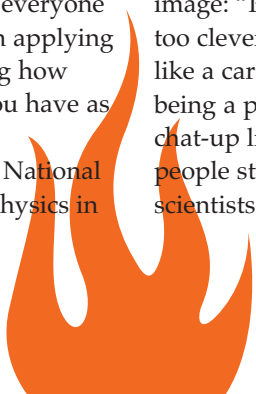 everyone
applying
g how
ou have as
National
hysics in
image: "
too cleve
like a car
being a p
chat-up li
people st
scientists